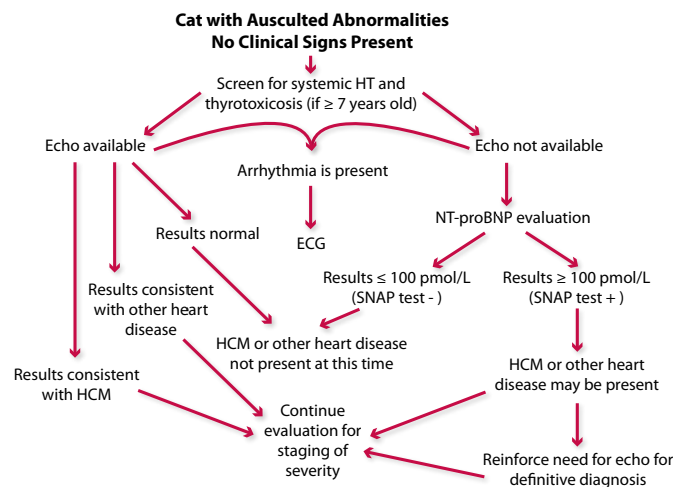 Cat with Ausculted Abnormalities
No Clinical Signs Present
Screen for systemic HT and
thyrotoxicosis (if ≥ 7 years old)
Echo available
Echo not available
Arrhythmia is present
NT-proBNP evaluation
Results normal
ECG
Results ≤ 100 pmol/L
(SNAP test - )
Results ≥ 100 pmol/L
(SNAP test + )
Results consistent
with other heart
disease
HCM or other heart disease
not present at this time
Results consistent
with HCM
HCM or other heart
disease may be present
Continue
evaluation for
staging of
severity
Reinforce need for echo for
definitive diagnosis